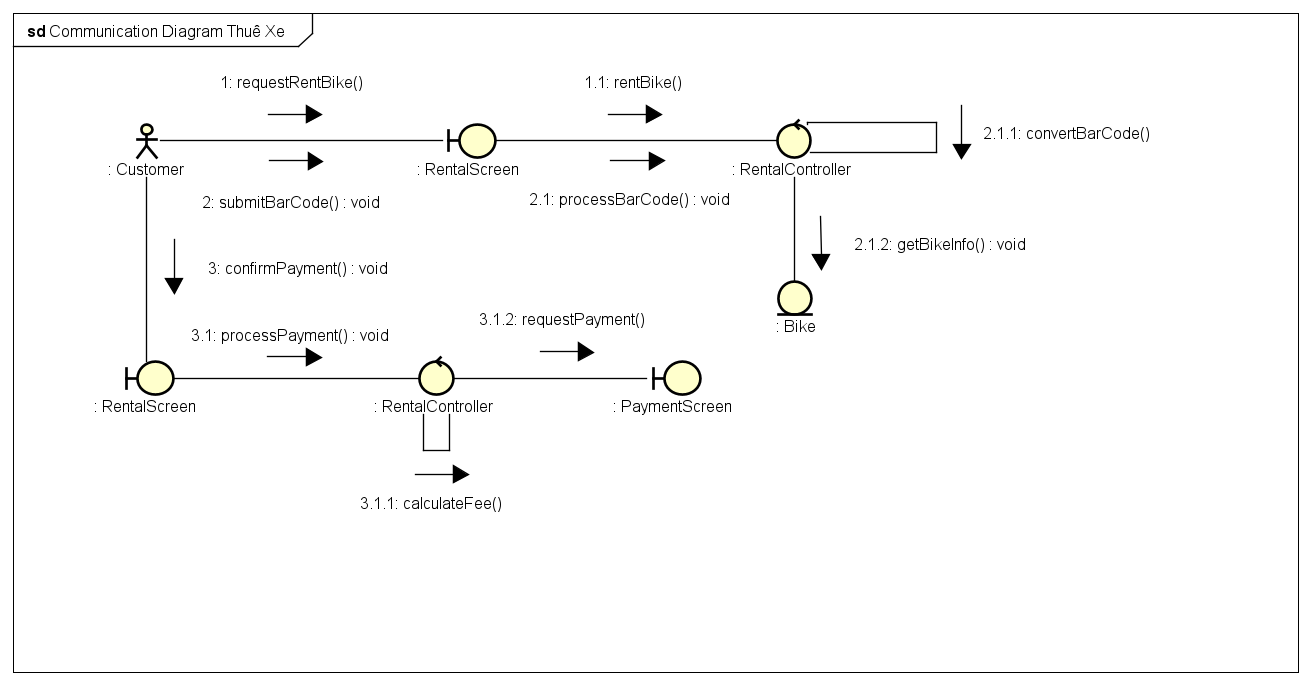 sd Communication Diagram Thuê Xe
1: requestRentBike()
1.1: rentBike()
2.1.1: convertBarCode()
: Customer
: RentalScreen
: RentalController
2: submitBarCode() : void
2.1: processBarCode() : void
2.1.2: getBikeInfo() : void
3: confirmPayment() : void
: Bike
3.1: processPayment() : void
3.1.2: requestPayment()
: RentalScreen
: RentalController
: PaymentScreen
3.1.1: calculateFee()